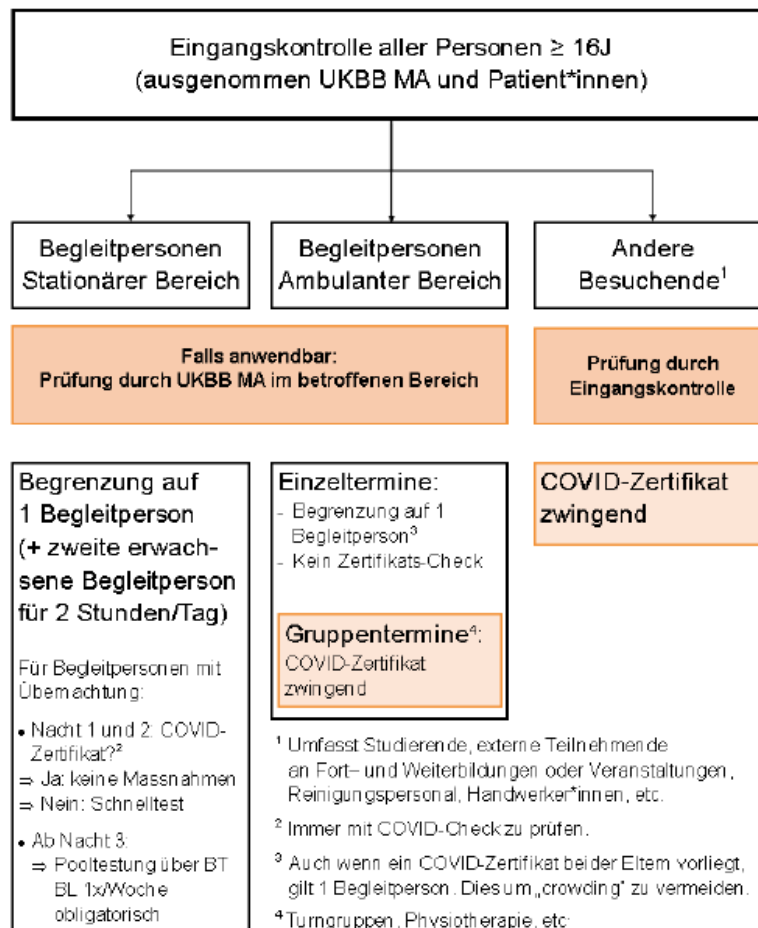 Eingangskontrolle aller Personen ≥ 16J
(ausgenommen UKBB MA und Patient*innen)
Begleitpersonen
Stationärer Bereich
Begleitpersonen
Ambulanter Bereich
Andere
Besuchende¹
Falls anwendbar:
Prüfung durch UKBB MA im betroffenen Bereich
Prüfung durch
Eingangskontrolle
Begrenzung auf
1 Begleitperson
(+ zweite erwach-
sene Begleitperson
für 2 Stunden/Tag)
Für Begleitpersonen mit
Übernachtung:
• Nacht 1 und 2: COVID-
Zertifikat?²
⇒ Ja: keine Massnahmen
⇒ Nein: Schnelltest
• Ab Nacht 3:
⇒ Pooltestung über BT
BL 1x/Woche
obligatorisch
Einzeltermine:
- Begrenzung auf 1
Begleitperson³
- Kein Zertifikats-Check
Gruppentermine⁴:
COVID-Zertifikat
zwingend
COVID-Zertifikat
zwingend
¹ Umfasst Studierende, externe Teilnehmende
an Fort– und Weiterbildungen oder Veranstaltungen,
Reinigungspersonal, Handwerker*innen, etc.
² Immer mit COVID-Check zu prüfen.
³ Auch wenn ein COVID-Zertifikat beider Eltern vorliegt,
gilt 1 Begleitperson. Dies um „crowding" zu vermeiden.
⁴ Turngruppen, Physiotherapie, etc.